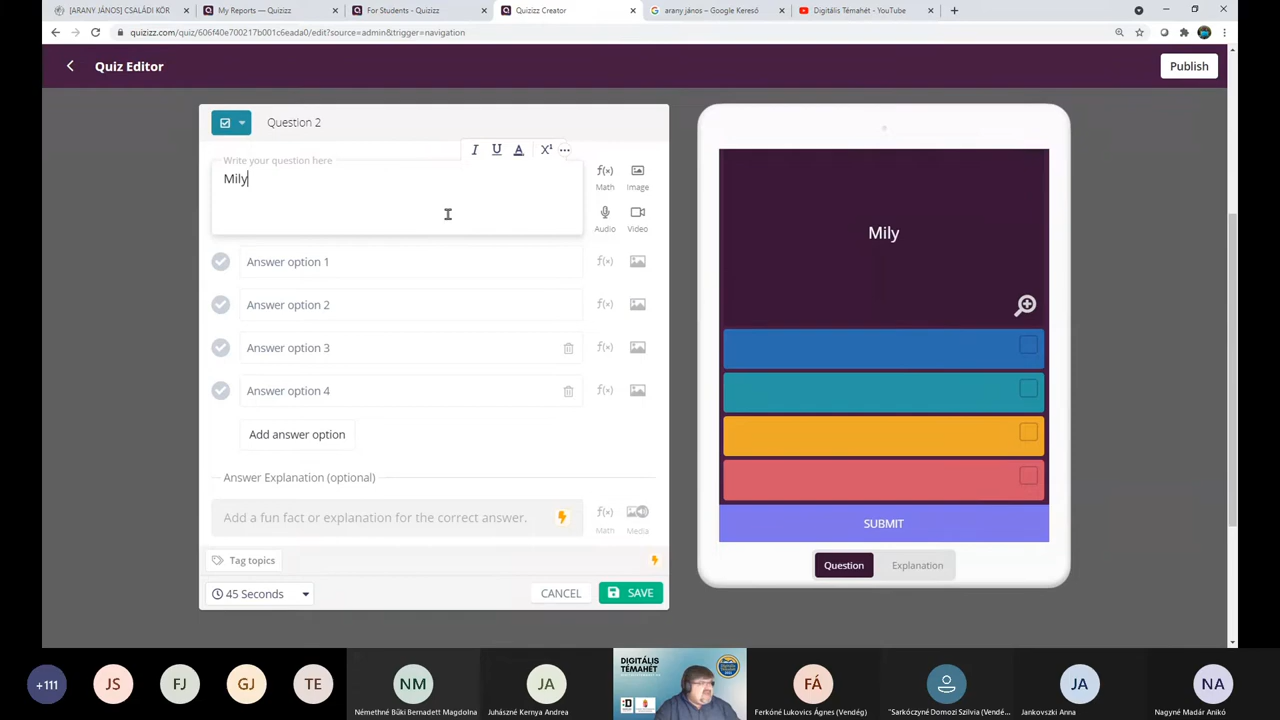 [ARANY JÁNOS] CSALÁDI KÖR
My Reports — Quizizz
For Students - Quizizz
Quizizz Creator
arany jános – Google Kereső
Digitális Témahét - YouTube
quizizz.com/quiz/606f40e700217b001c6eada0/edit?source=admin&trigger=navigation
Quiz Editor
Publish
Question 2
Write your question here
Mily
Math
Image
Audio
Video
Answer option 1
Answer option 2
Answer option 3
Answer option 4
Add answer option
Answer Explanation (optional)
Add a fun fact or explanation for the correct answer.
Math
Media
Tag topics
45 Seconds
CANCEL
SAVE
Mily
SUBMIT
Question
Explanation
+111
JS
FJ
GJ
TE
NM
Némethné Bűki Bernadett Magdolna
JA
Juhászné Kernya Andrea
DIGITÁLIS
TÉMAHÉT
FÁ
Ferkóné Lukovics Ágnes (Vendég)
"Sarkóczyné Domozi Szilvia (Vendé...
JA
Jankovszki Anna
NA
Nagyné Madár Anikó